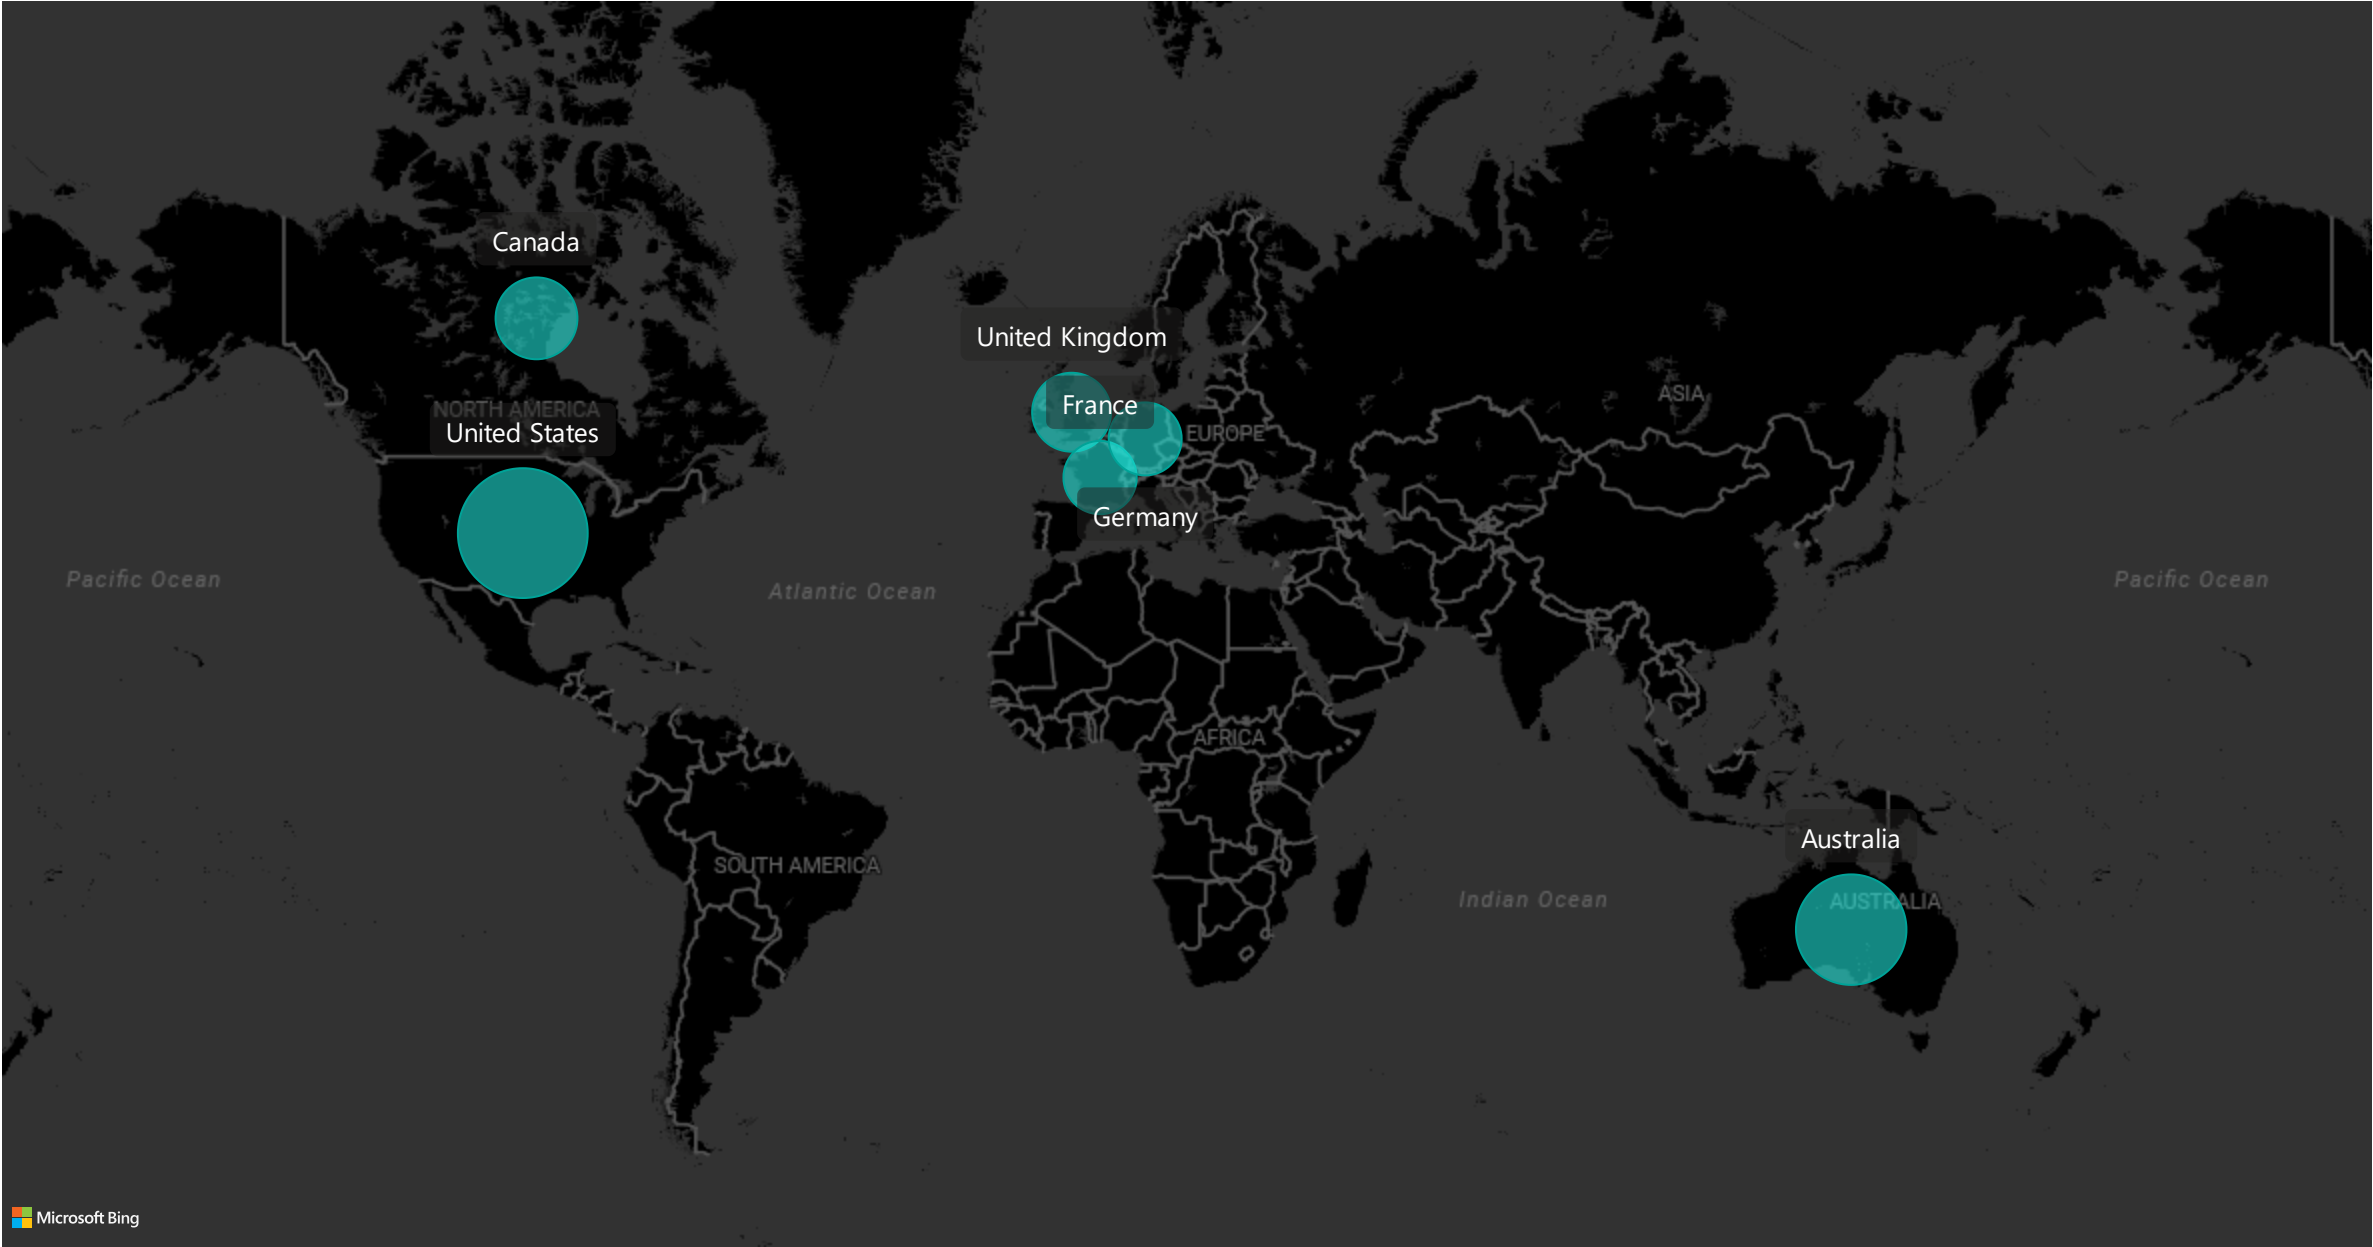 Canada
United Kingdom
ASIA
France
NORTH AMERICA
United States
EUROPE
Germany
Pacific Ocean
Atlantic Ocean
Pacific Ocean
AFRICA
Australia
SOUTH AMERICA
Indian Ocean
AUSTRALIA
Microsoft Bing